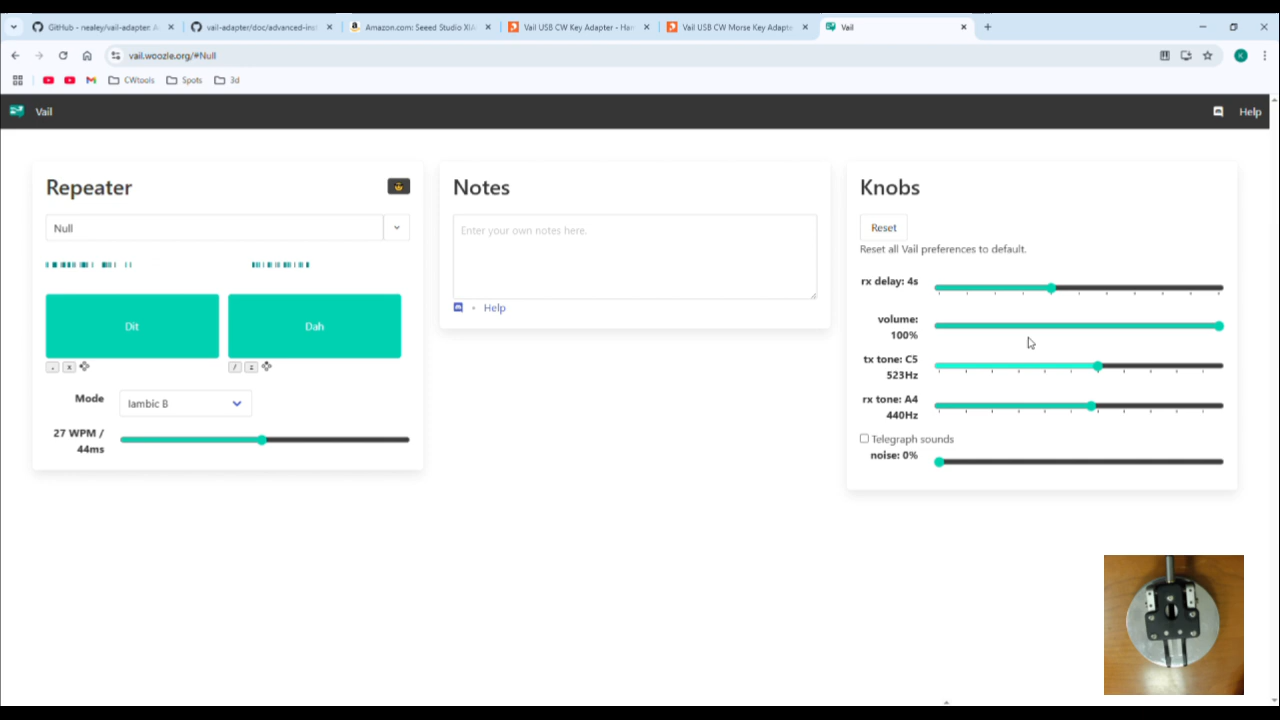 GitHub - nealey/vail-adapter: A
vail-adapter/doc/advanced-inst
Amazon.com: Seeed Studio XIA
Vail USB CW Key Adapter - Ham
Vail USB CW Morse Key Adapte
Vail
vail.woozle.org/#Null
K
CWtools
Spots
3d
Vail
Help
Repeater
Null
Dit
Dah
.
x
/
z
Mode
Iambic B
27 WPM /
44ms
Notes
Enter your own notes here.
Help
Knobs
Reset
Reset all Vail preferences to default.
rx delay: 4s
volume:
100%
tx tone: C5
523Hz
rx tone: A4
440Hz
Telegraph sounds
noise: 0%